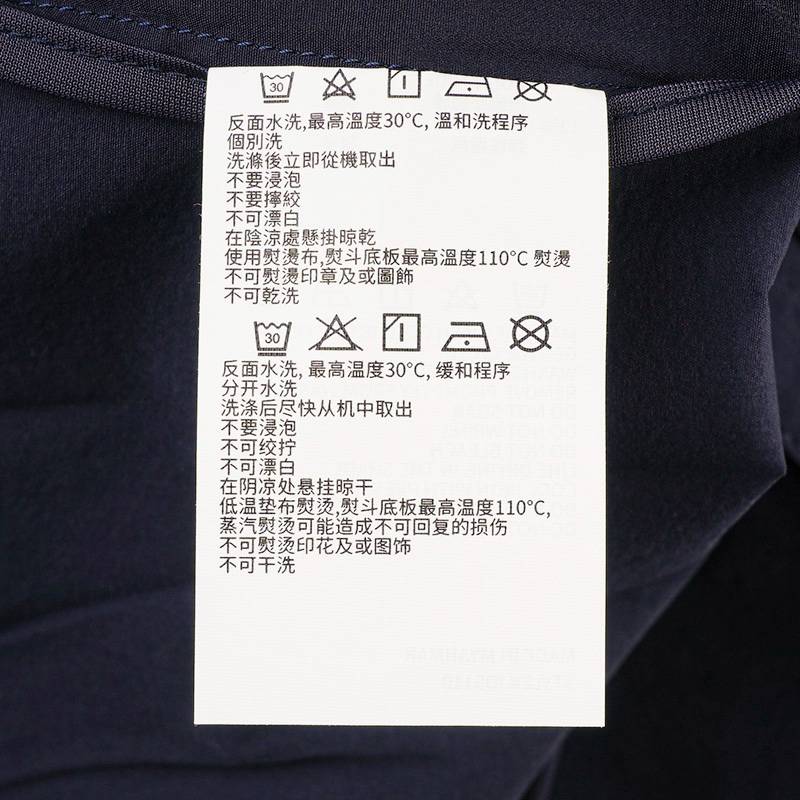 30
反面水洗,最高溫度30°C, 溫和洗程序
個別洗
洗滌後立即從機取出
不要浸泡
不要擰絞
不可漂白
在陰涼處懸掛晾乾
使用熨燙布,熨斗底板最高溫度110°C 熨燙
不可熨燙印章及或圖飾
不可乾洗
30
反面水洗, 最高温度30°C, 缓和程序
分开水洗
洗涤后尽快从机中取出
不要浸泡
不可绞拧
不可漂白
在阴凉处悬挂晾干
低温垫布熨烫,熨斗底板最高温度110°C,
蒸汽熨烫可能造成不可回复的损伤
不可熨烫印花及或图饰
不可干洗